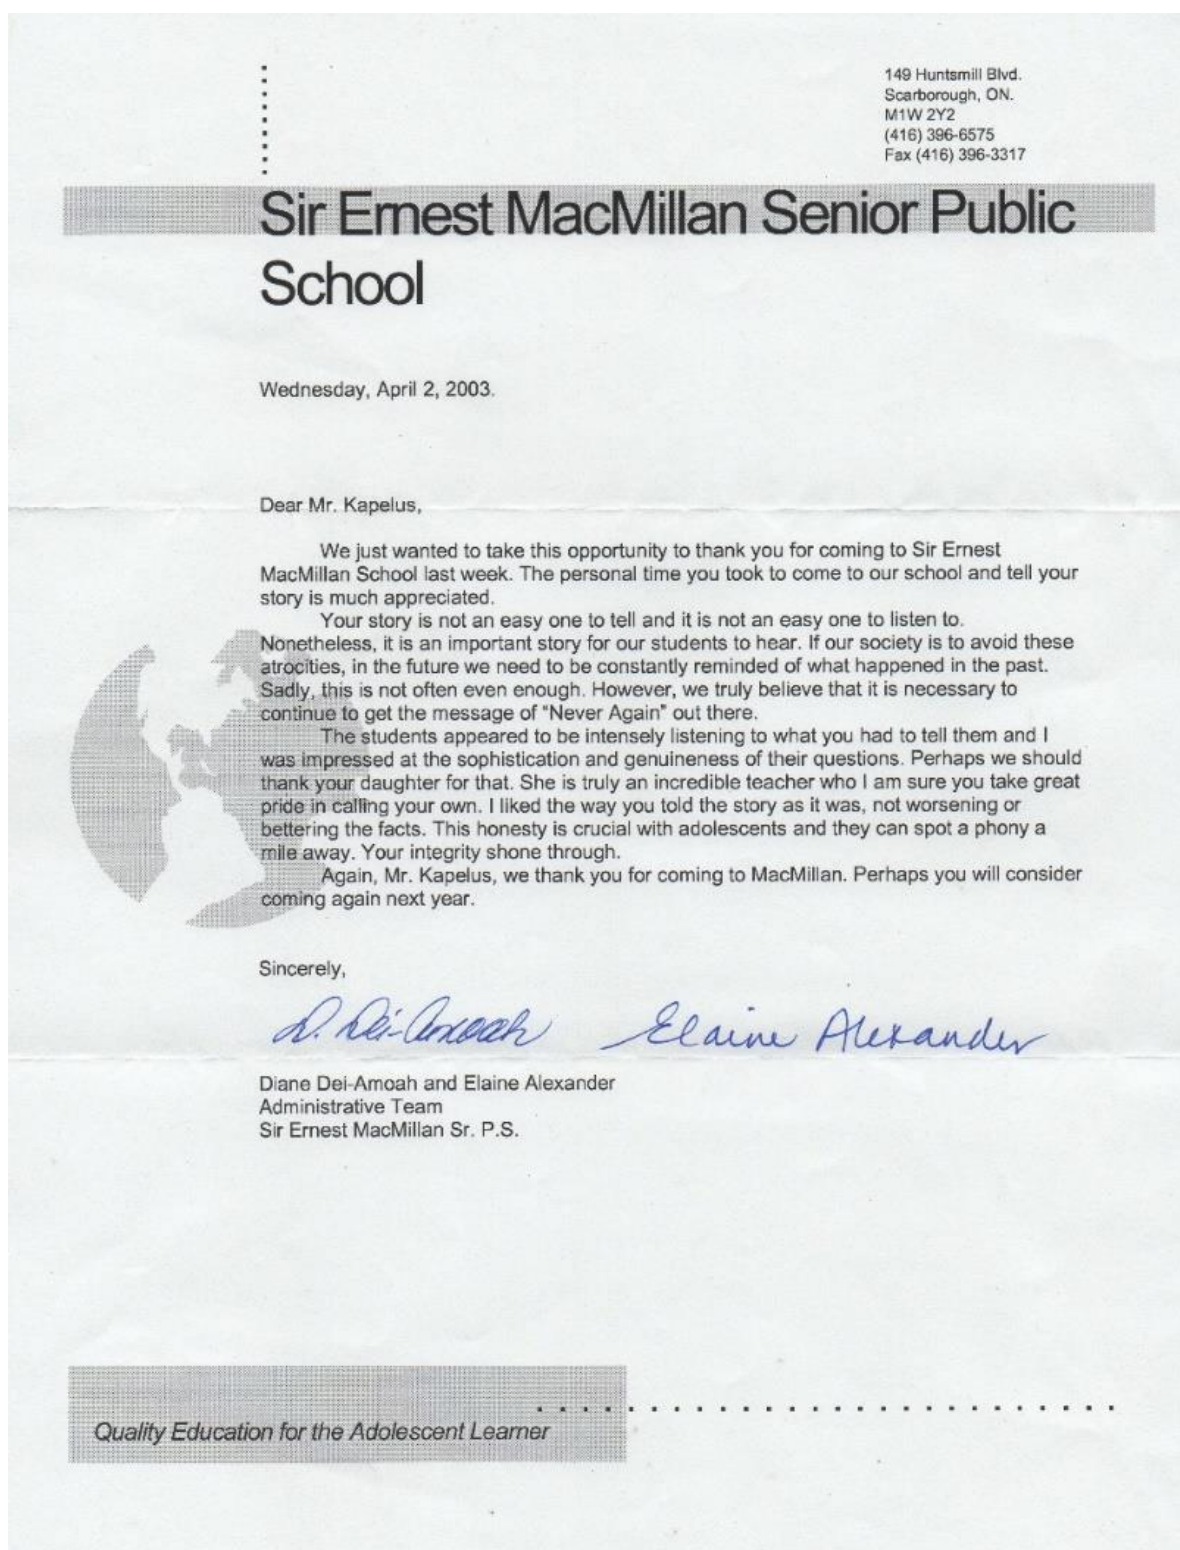 149 Huntsmill Blvd.
Scarborough, ON.
M1W 2Y2
(416) 396-6575
Fax (416) 396-3317
Sir Ernest MacMillan Senior Public
School
Wednesday, April 2, 2003.
Dear Mr. Kapelus,
We just wanted to take this opportunity to thank you for coming to Sir Ernest
MacMillan School last week. The personal time you took to come to our school and tell your
story is much appreciated.
Your story is not an easy one to tell and it is not an easy one to listen to.
Nonetheless, it is an important story for our students to hear. If our society is to avoid these
atrocities, in the future we need to be constantly reminded of what happened in the past.
Sadly, this is not often even enough. However, we truly believe that it is necessary to
continue to get the message of "Never Again" out there.
The students appeared to be intensely listening to what you had to tell them and I
was impressed at the sophistication and genuineness of their questions. Perhaps we should
thank your daughter for that. She is truly an incredible teacher who I am sure you take great
pride in calling your own. I liked the way you told the story as it was, not worsening or
bettering the facts. This honesty is crucial with adolescents and they can spot a phony a
mile away. Your integrity shone through.
Again, Mr. Kapelus, we thank you for coming to MacMillan. Perhaps you will consider
coming again next year.
Sincerely,
D. Dei-Amoah Elaine Alexander
Diane Dei-Amoah and Elaine Alexander
Administrative Team
Sir Ernest MacMillan Sr. P.S.
Quality Education for the Adolescent Learner